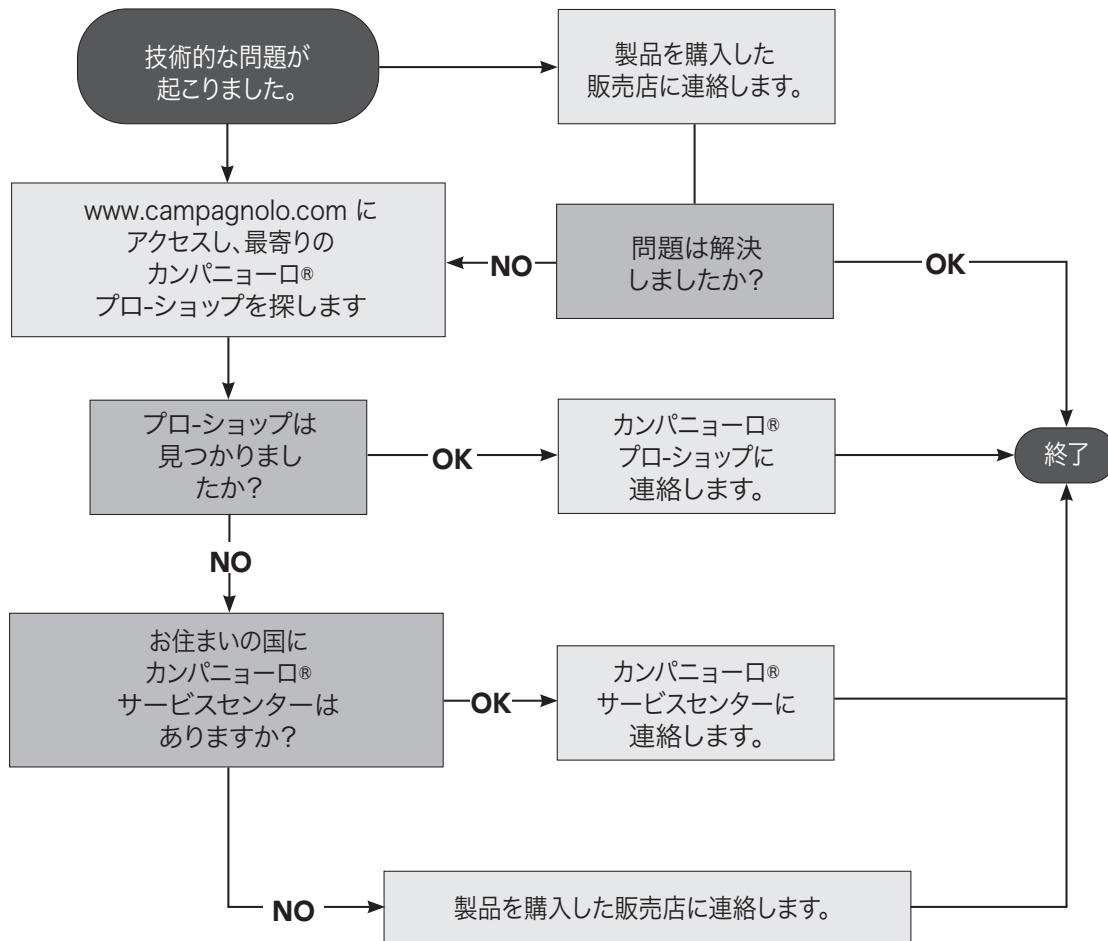 技術的な問題が
起こりました。
製品を購入した
販売店に連絡します。
www.campagnolo.com に
アクセスし、最寄りの
カンパニョーロ®
プロ-ショップを探します
NO
問題は解決
しましたか?
OK
プロ-ショップは
見つかりまし
たか?
OK
カンパニョーロ®
プロ-ショップに
連絡します。
終了
NO
お住まいの国に
カンパニョーロ®
サービスセンターは
ありますか?
OK
カンパニョーロ®
サービスセンターに
連絡します。
NO
製品を購入した販売店に連絡します。